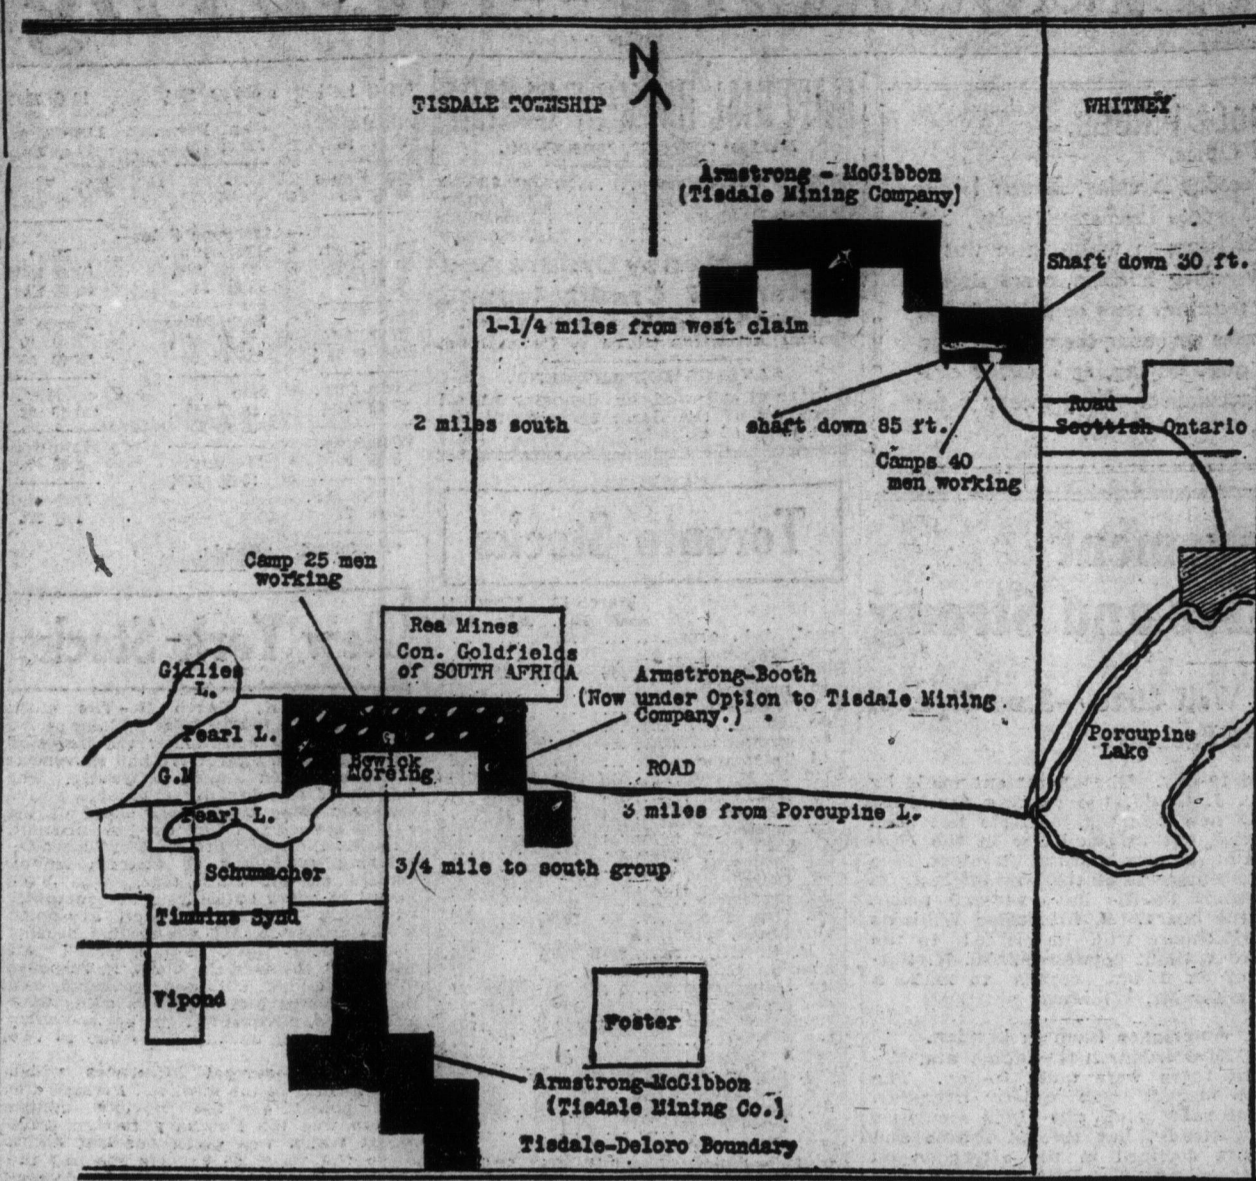 N
TISDALE TOWNSHIP
WHITNEY
Armstrong - McGibbon
(Tisdale Mining Company)
Shaft down 30 ft.
1-1/4 miles from west claim
2 miles south
shaft down 85 ft.
Road
Scottish Ontario
Camps 40
men working
Camp 25 men
working
Rea Mines
Con. Goldfields
of SOUTH AFRICA
Gillies
L.
Armstrong-Booth
(Now under Option to Tisdale Mining
Company.)
Pearl L.
Bewick
Moreing
G.M
ROAD
Porcupine
Lake
Pearl L.
3 miles from Porcupine L.
Schumacher
3/4 mile to south group
Timmins Synd
Vipond
Foster
Armstrong-McGibbon
(Tisdale Mining Co.)
Tisdale-Deloro Boundary